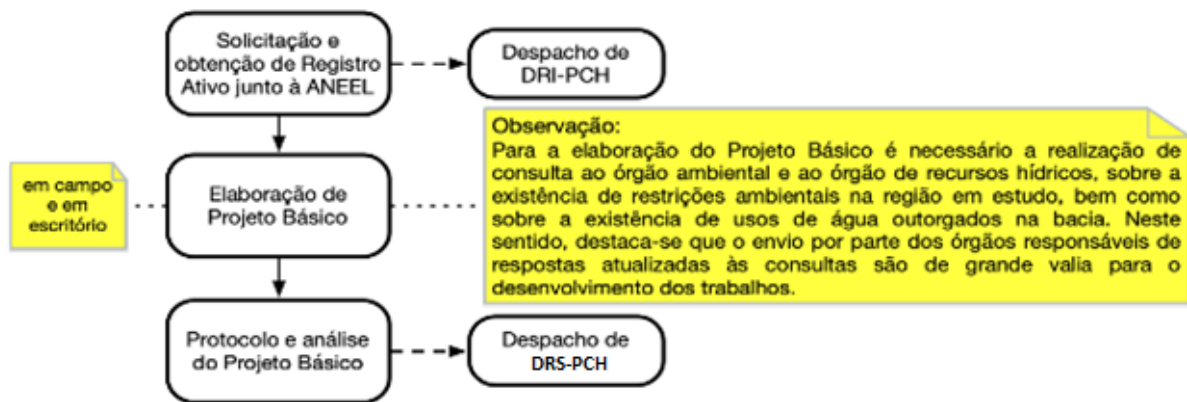 Solicitação e
obtenção de Registro
Ativo junto à ANEEL
Despacho de
DRI-PCH
Observação:
Para a elaboração do Projeto Básico é necessário a realização de
consulta ao órgão ambiental e ao órgão de recursos hídricos, sobre
a existência de restrições ambientais na região em estudo, bem como
sobre a existência de usos de água outorgados na bacia. Neste
sentido, destaca-se que o envio por parte dos órgãos responsáveis de
respostas atualizadas às consultas são de grande valia para o
desenvolvimento dos trabalhos.
em campo
e em
escritório
Elaboração de
Projeto Básico
Protocolo e análise
do Projeto Básico
Despacho de
DRS-PCH